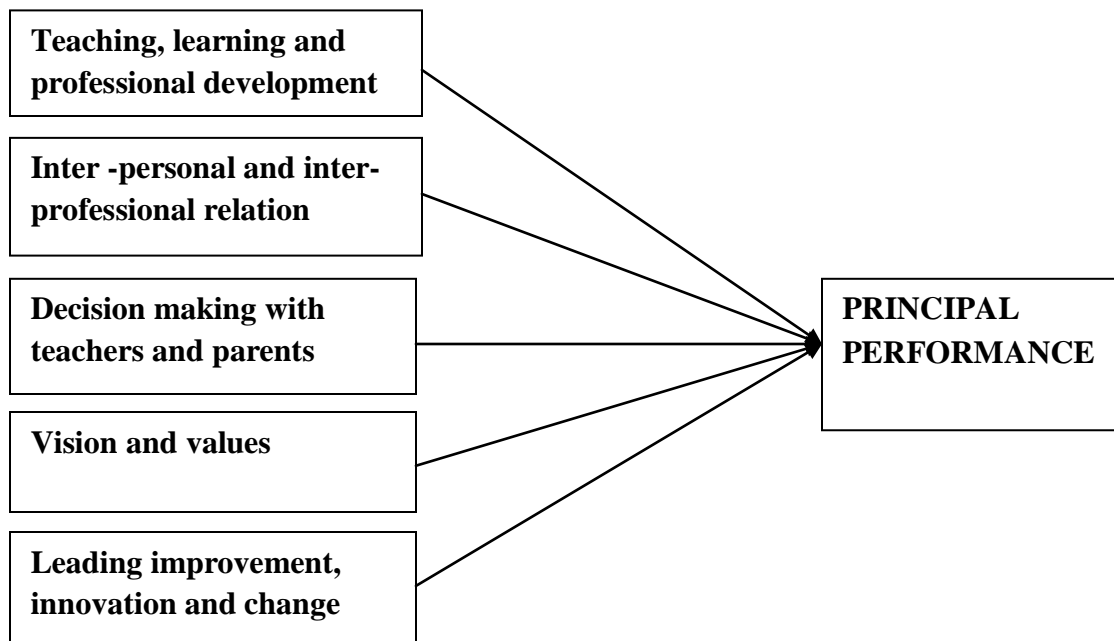 Teaching, learning and
professional development
Inter -personal and inter-
professional relation
Decision making with
teachers and parents
Vision and values
Leading improvement,
innovation and change
PRINCIPAL
PERFORMANCE